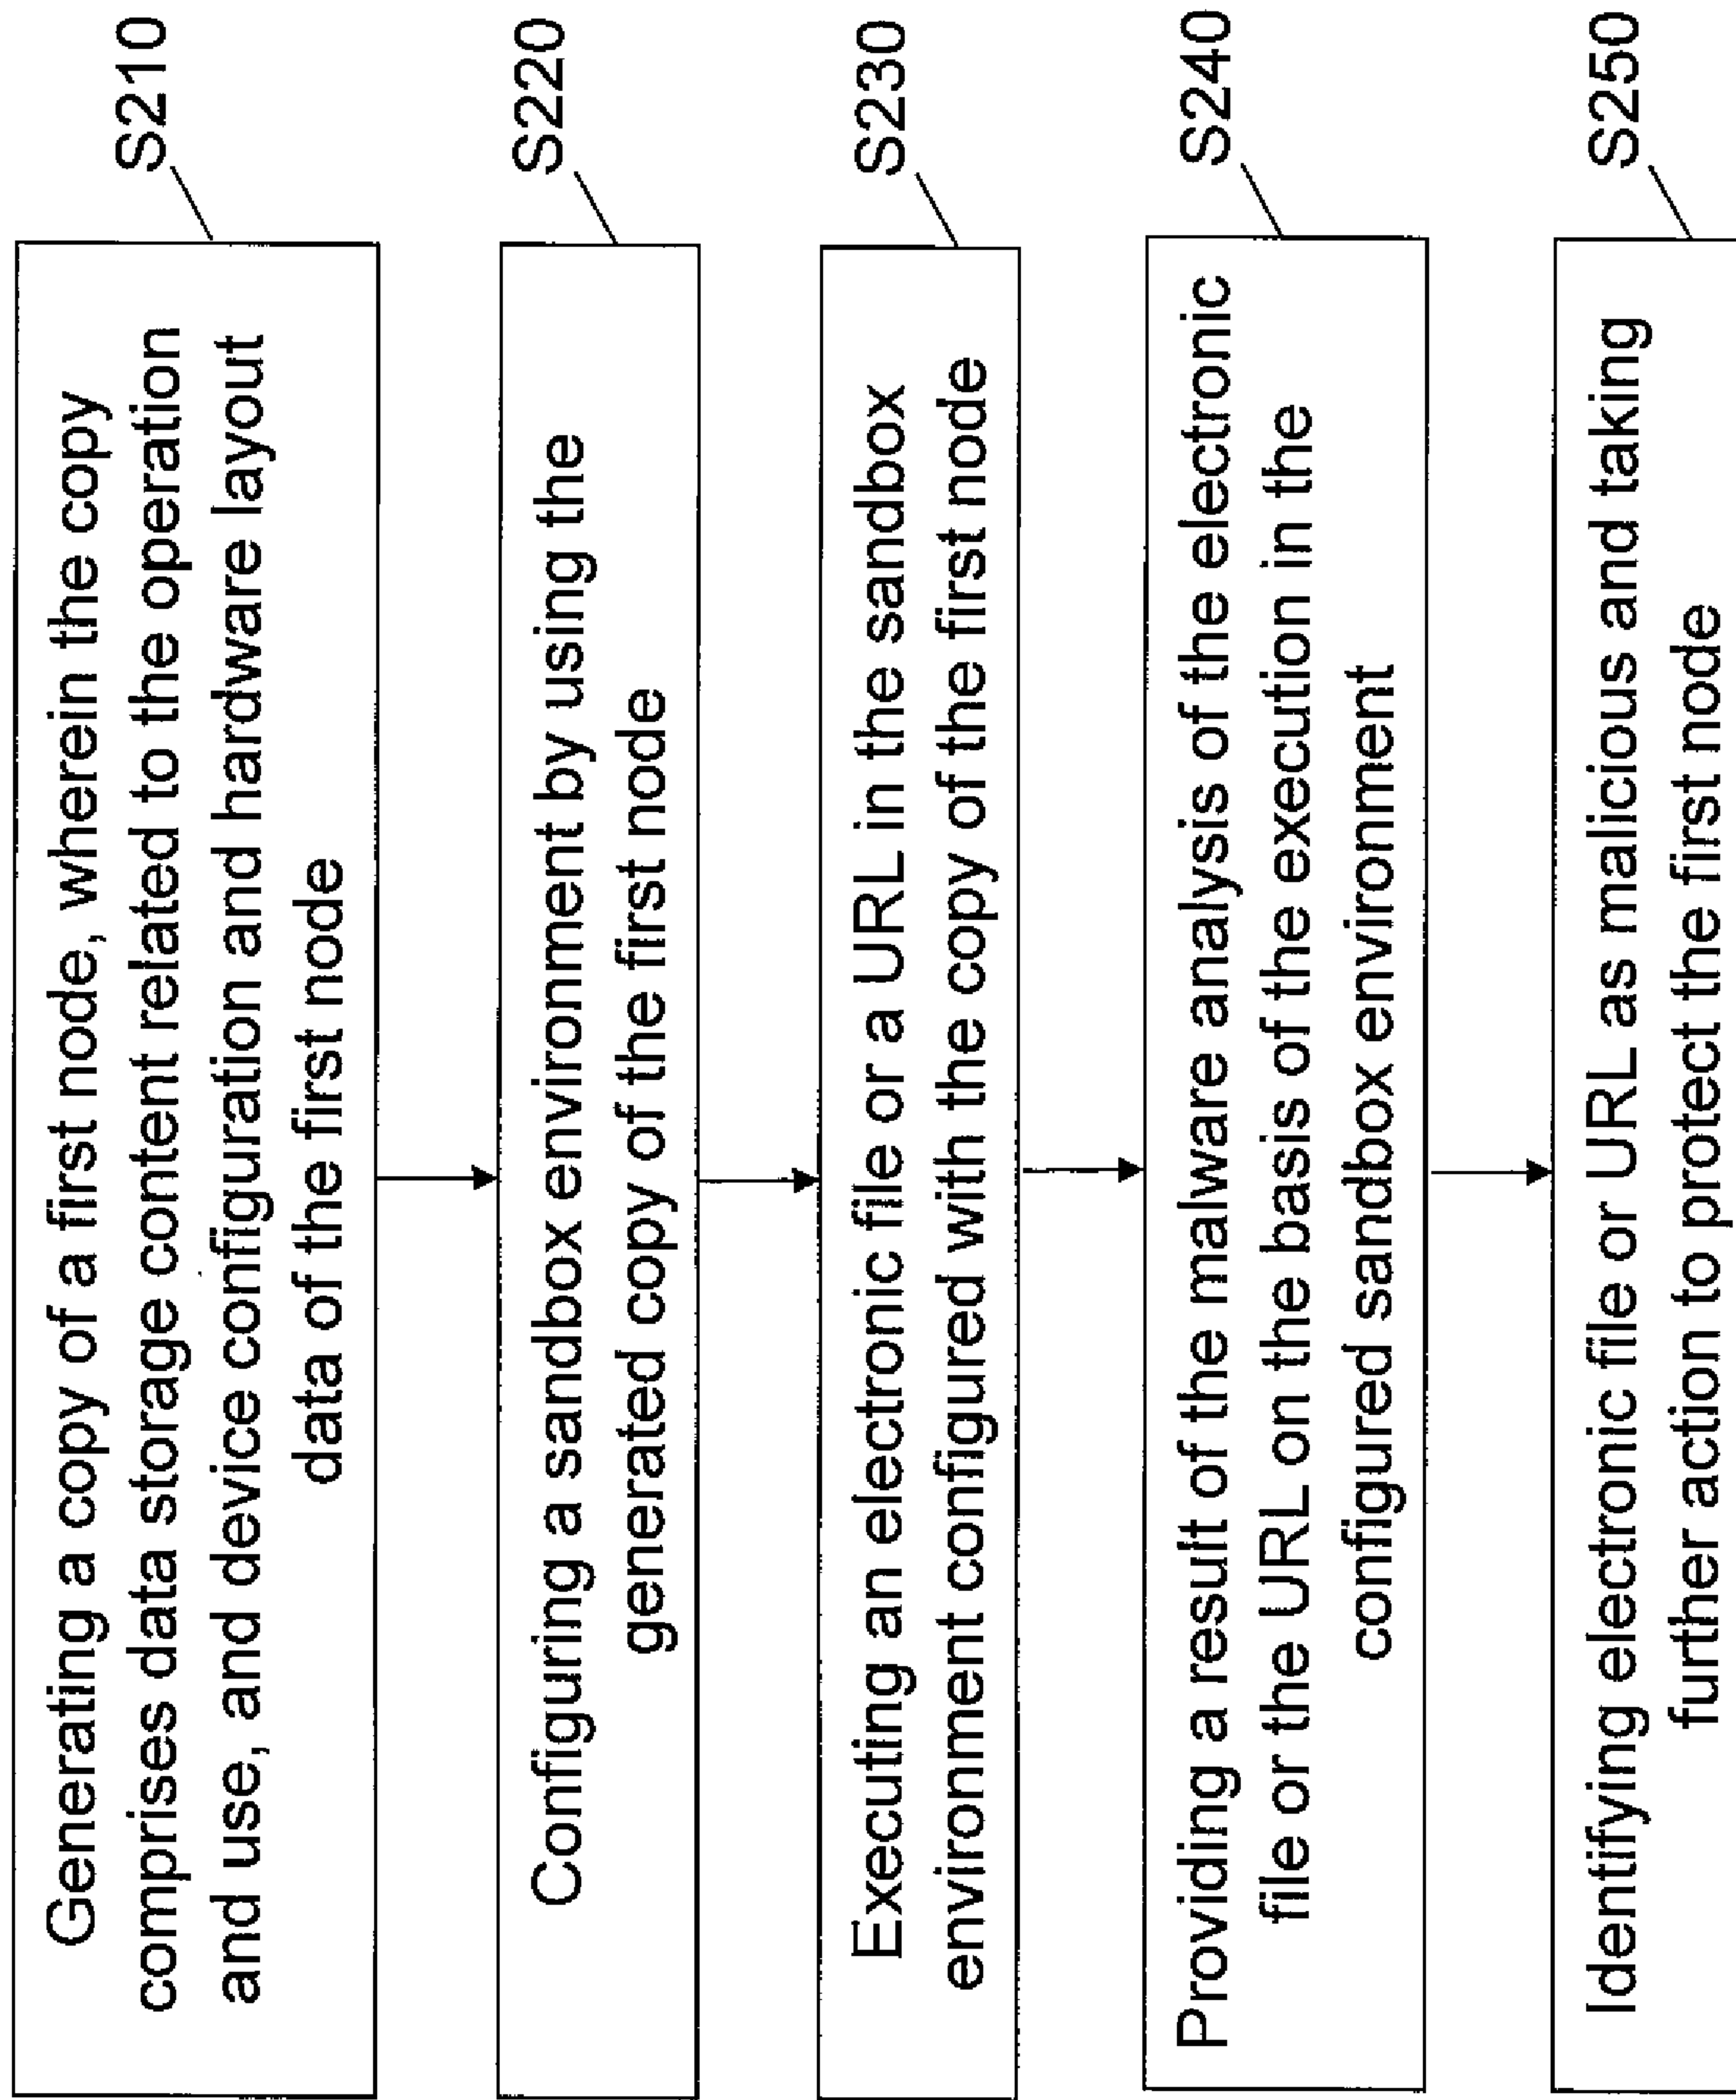 Generating a copy of a first node, wherein the copy
comprises data storage content related to the operation
and use, and device configuration and hardware layout
data of the first node
S210
Configuring a sandbox environment by using the
generated copy of the first node
S220
Executing an electronic file or a URL in the sandbox
environment configured with the copy of the first node
S230
Providing a result of the malware analysis of the electronic
file or the URL on the basis of the execution in the
configured sandbox environment
S240
Identifying electronic file or URL as malicious and taking
further action to protect the first node
S250